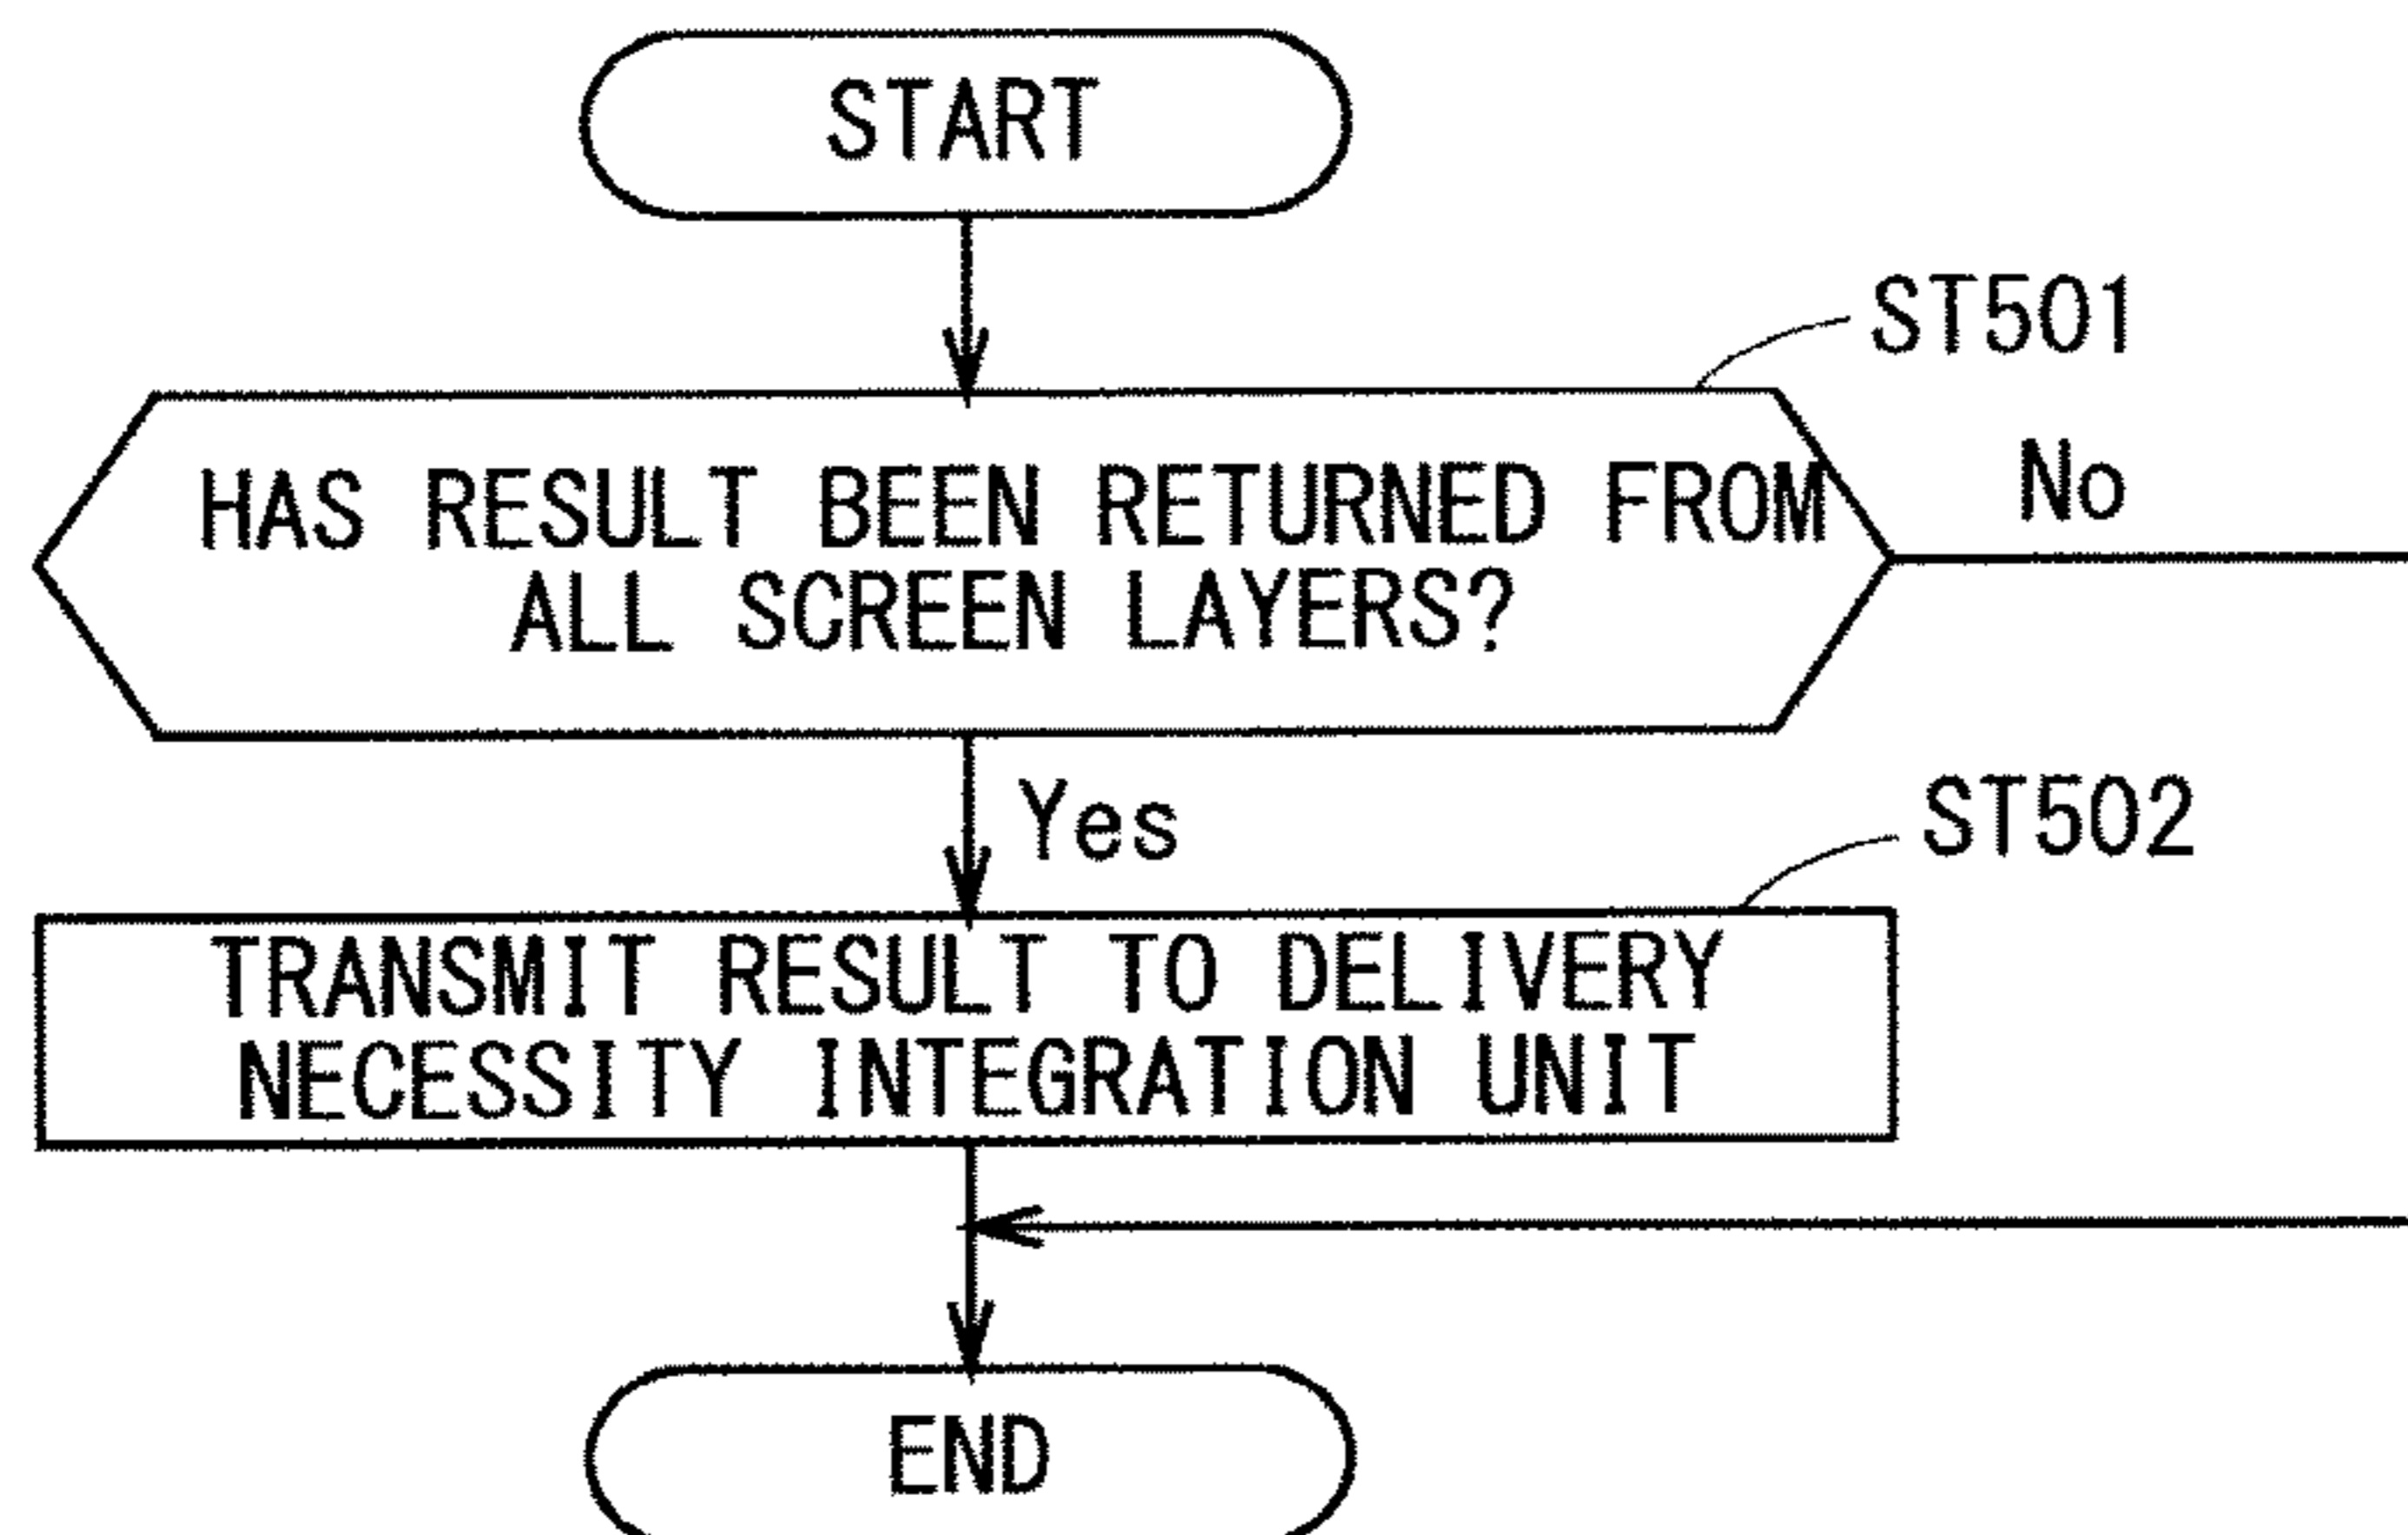 START
ST501
HAS RESULT BEEN RETURNED FROM
ALL SCREEN LAYERS?
No
Yes
ST502
TRANSMIT RESULT TO DELIVERY
NECESSITY INTEGRATION UNIT
END